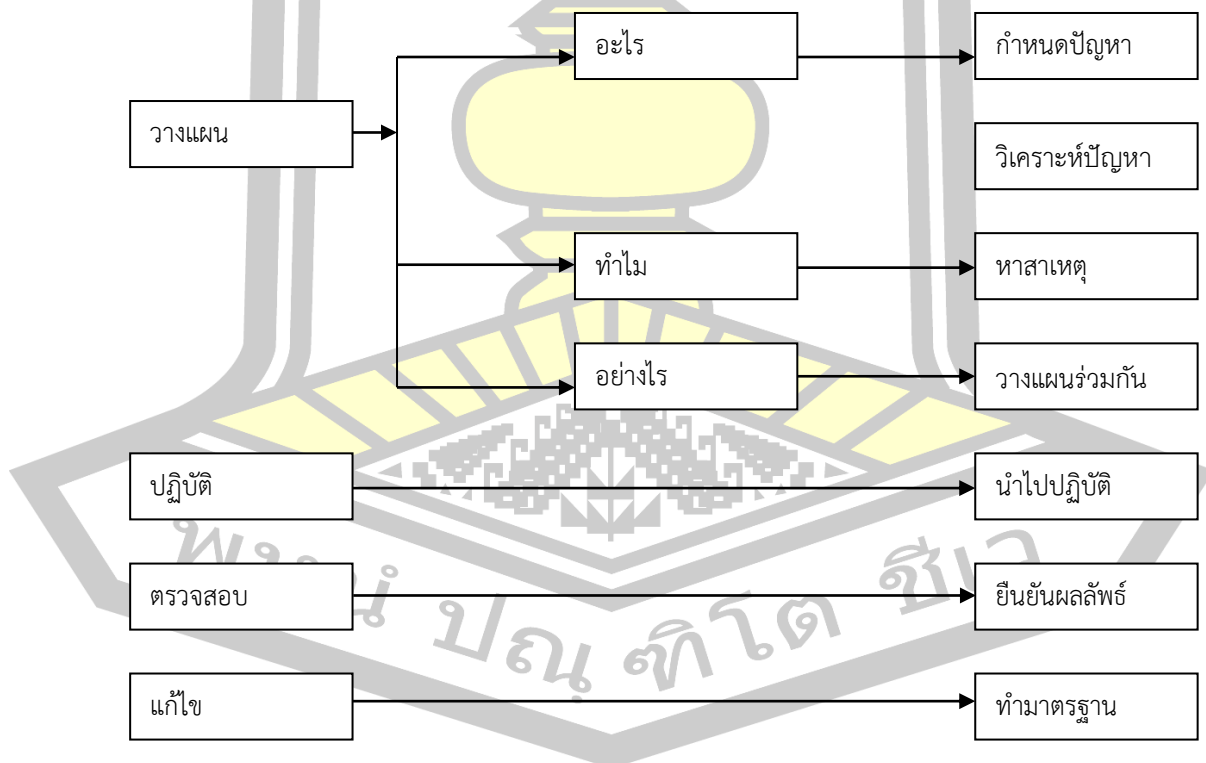 อะไร
กำหนดปัญหา
วางแผน
วิเคราะห์ปัญหา
ทำไม
หาสาเหตุ
อย่างไร
วางแผนร่วมกัน
ปฏิบัติ
นำไปปฏิบัติ
ตรวจสอบ
ยืนยันผลลัพธ์
แก้ไข
ทำมาตรฐาน